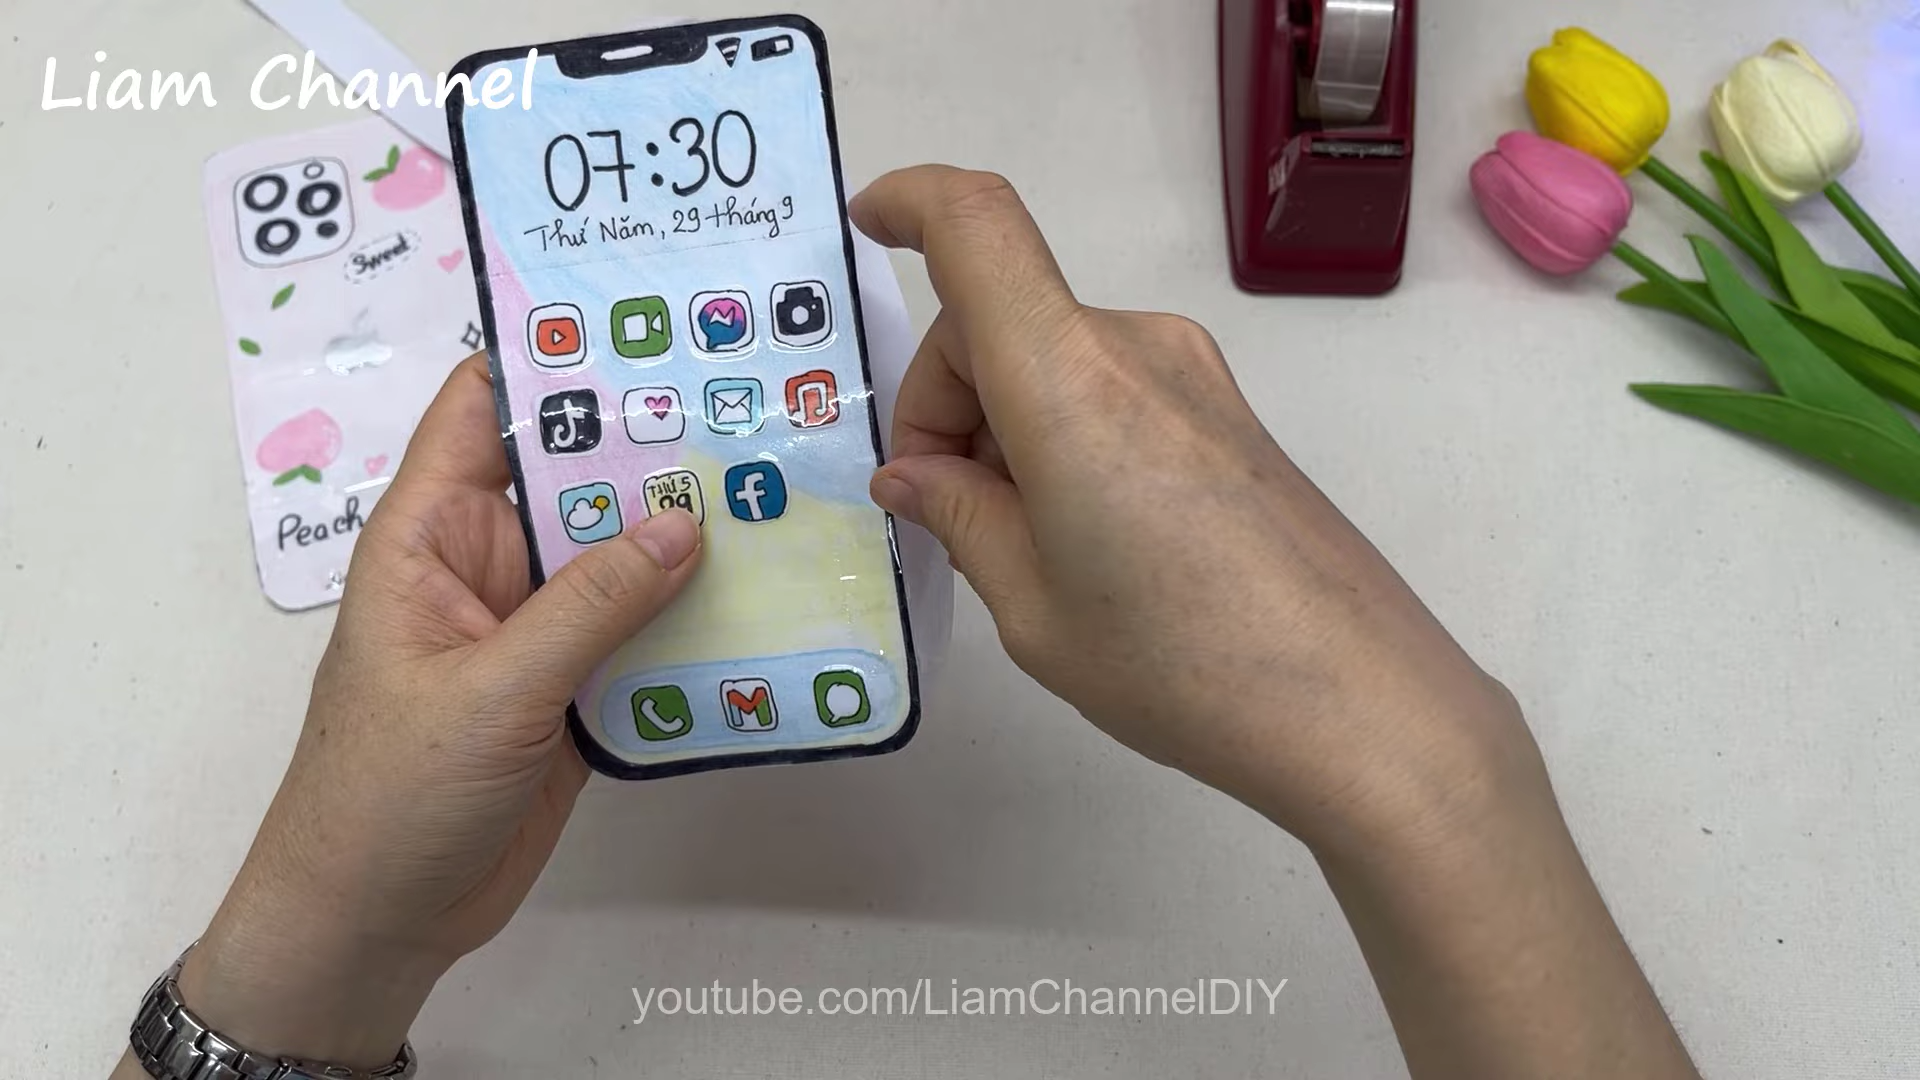 Liam Channel
07:30
Thứ Năm, 29 tháng 9
Sweet
THỨ 5
29
Peach
youtube.com/LiamChannelDIY